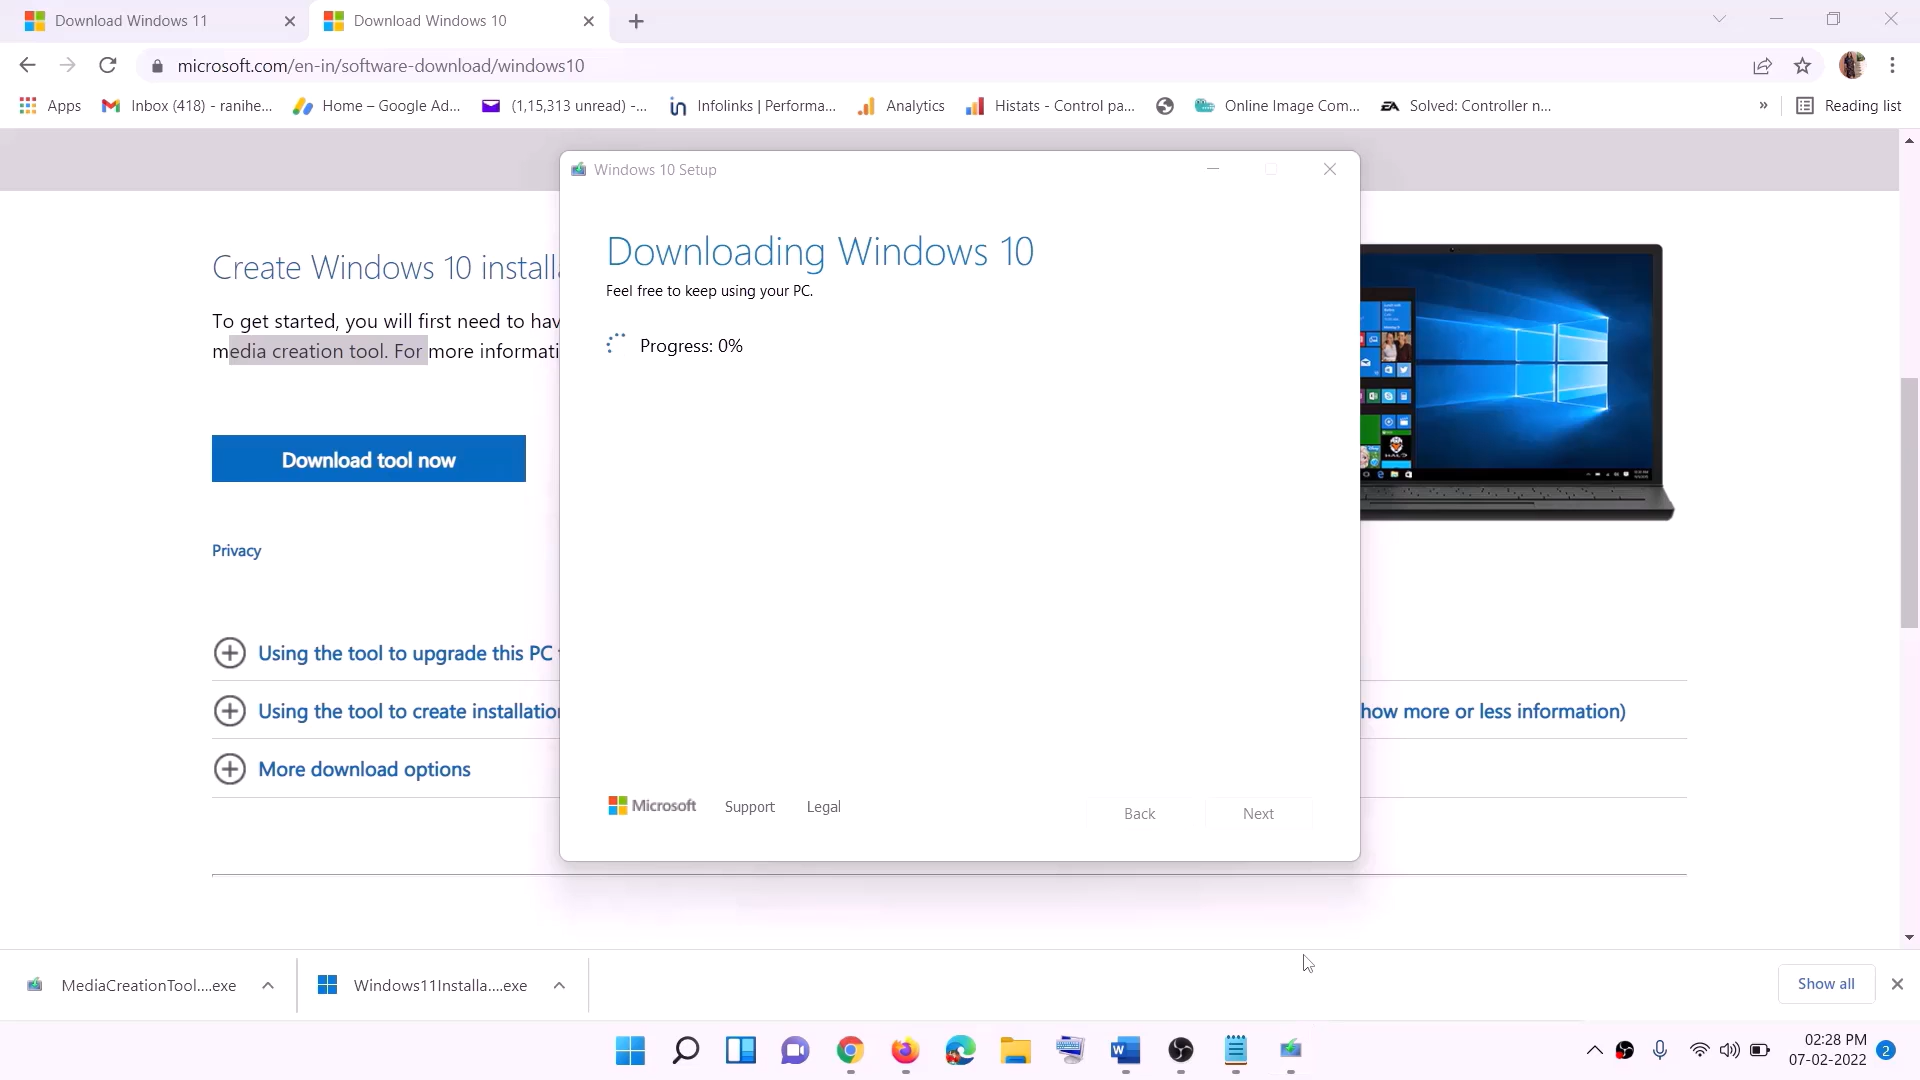 Download Windows 11
Download Windows 10
microsoft.com/en-in/software-download/windows10
Apps
Inbox (418) - ranihe...
Home – Google Ad...
(1,15,313 unread) -...
Infolinks | Performa...
Analytics
Histats - Control pa...
Online Image Com...
Solved: Controller n...
»
Reading list
Windows 10 Setup
Downloading Windows 10
Feel free to keep using your PC.
Progress: 0%
Create Windows 10 install
To get started, you will first need to hav
media creation tool. For more informati
Download tool now
Privacy
Using the tool to upgrade this PC
Using the tool to create installation
how more or less information)
More download options
Microsoft
Support
Legal
Back
Next
MediaCreationTool....exe
Windows11Installa....exe
Show all
02:28 PM
07-02-2022
2